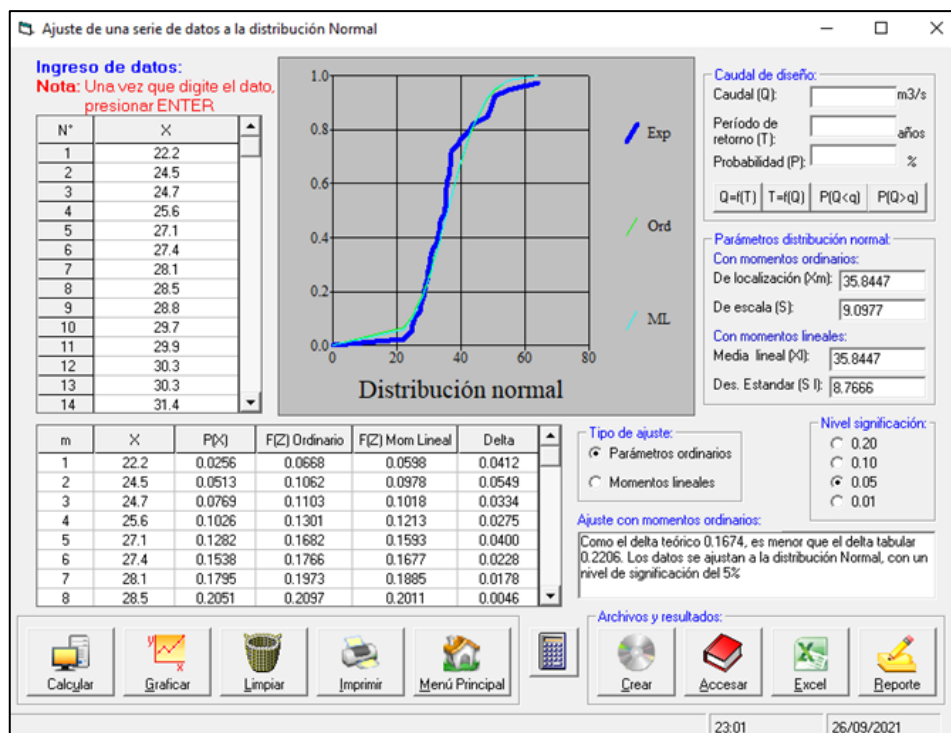 Ajuste de una serie de datos a la distribución Normal
Ingreso de datos:
Nota: Una vez que digite el dato,
presionar ENTER
N° X
1 22.2
2 24.5
3 24.7
4 25.6
5 27.1
6 27.4
7 28.1
8 28.5
9 28.8
10 29.7
11 29.9
12 30.3
13 30.3
14 31.4
1.0
0.8
0.6
0.4
0.2
0.0
0 20 40 60 80
Distribución normal
Exp
Ord
ML
Caudal de diseño:
Caudal (Q): m3/s
Período de
retorno (T): años
Probabilidad (P): %
Q=f(T) T=f(Q) P(Q<q) P(Q>q)
Parámetros distribución normal:
Con momentos ordinarios:
De localización (Xm): 35.8447
De escala (S): 9.0977
Con momentos lineales:
Media lineal (Xl): 35.8447
Des. Estandar (S l): 8.7666
m X P(X) F(Z) Ordinario F(Z) Mom Lineal Delta
1 22.2 0.0256 0.0668 0.0598 0.0412
2 24.5 0.0513 0.1062 0.0978 0.0549
3 24.7 0.0769 0.1103 0.1018 0.0334
4 25.6 0.1026 0.1301 0.1213 0.0275
5 27.1 0.1282 0.1682 0.1593 0.0400
6 27.4 0.1538 0.1766 0.1677 0.0228
7 28.1 0.1795 0.1973 0.1885 0.0178
8 28.5 0.2051 0.2097 0.2011 0.0046
Tipo de ajuste:
Parámetros ordinarios
Momentos lineales
Nivel significación:
0.20
0.10
0.05
0.01
Ajuste con momentos ordinarios:
Como el delta teórico 0.1674, es menor que el delta tabular
0.2206. Los datos se ajustan a la distribución Normal, con un
nivel de significación del 5%
Calcular
Graficar
Limpiar
Imprimir
Menú Principal
Archivos y resultados:
Crear
Accesar
Excel
Reporte
23:01 26/09/2021